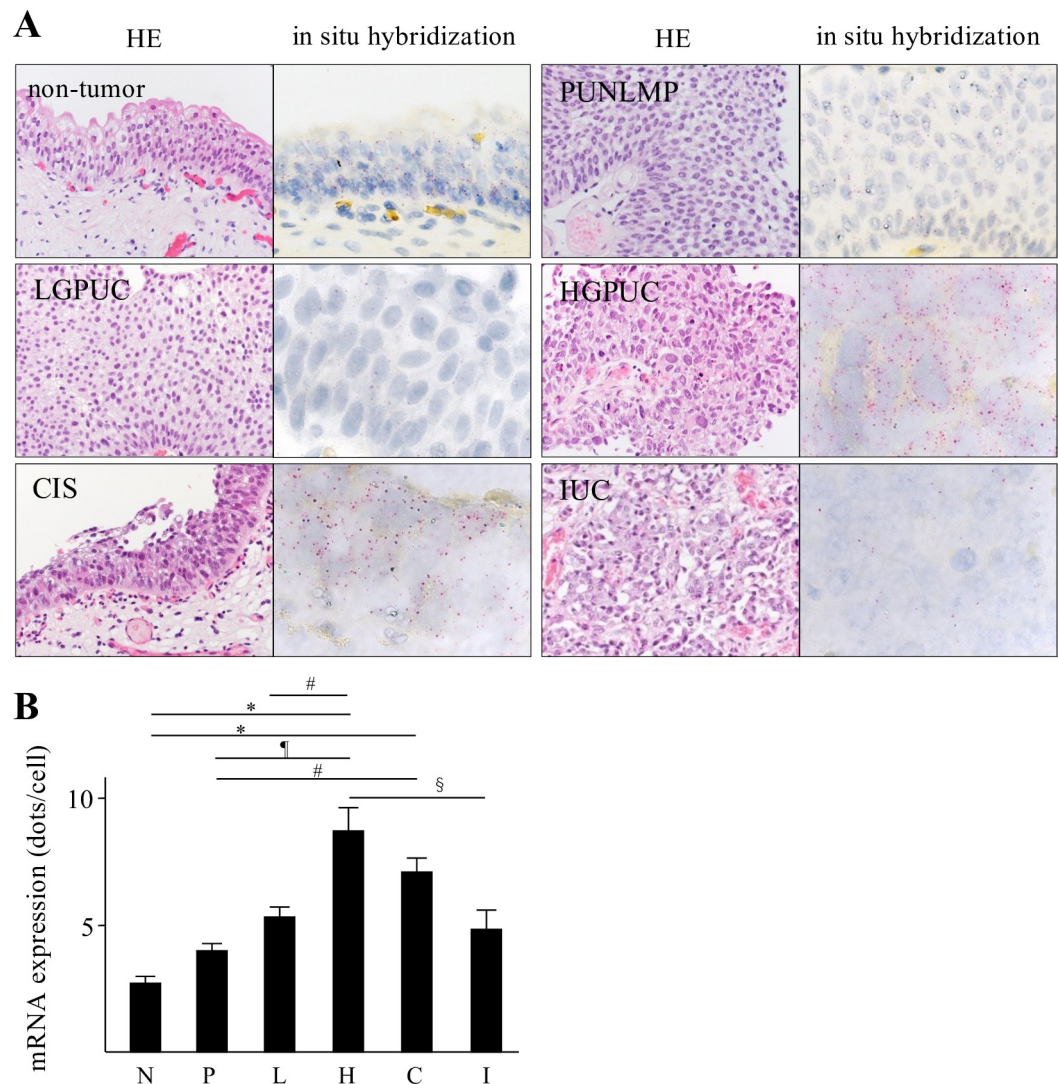 A
HE in situ hybridization HE in situ hybridization
non-tumor PUNLMP
LGPUC HGPUC
CIS IUC
B
#
*
*
¶
#
§
mRNA expression (dots/cell)
10
5
N P L H C I